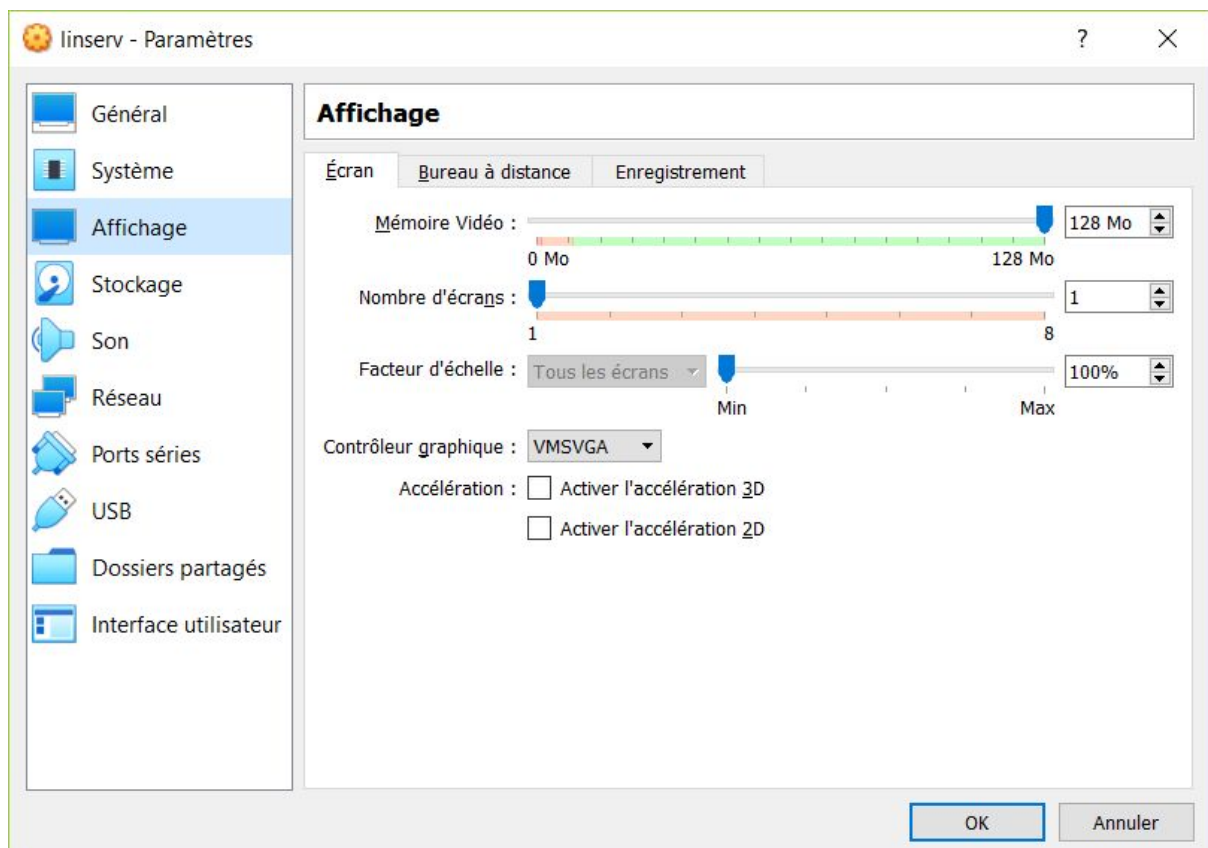 linserv - Paramètres
?
Général
Système
Affichage
Stockage
Son
Réseau
Ports séries
USB
Dossiers partagés
Interface utilisateur
Affichage
Écran Bureau à distance Enregistrement
Mémoire Vidéo : 128 Mo
0 Mo 128 Mo
Nombre d'écrans : 1
1 8
Facteur d'échelle : Tous les écrans 100%
Min Max
Contrôleur graphique : VMSVGA
Accélération : Activer l'accélération 3D
Activer l'accélération 2D
OK Annuler